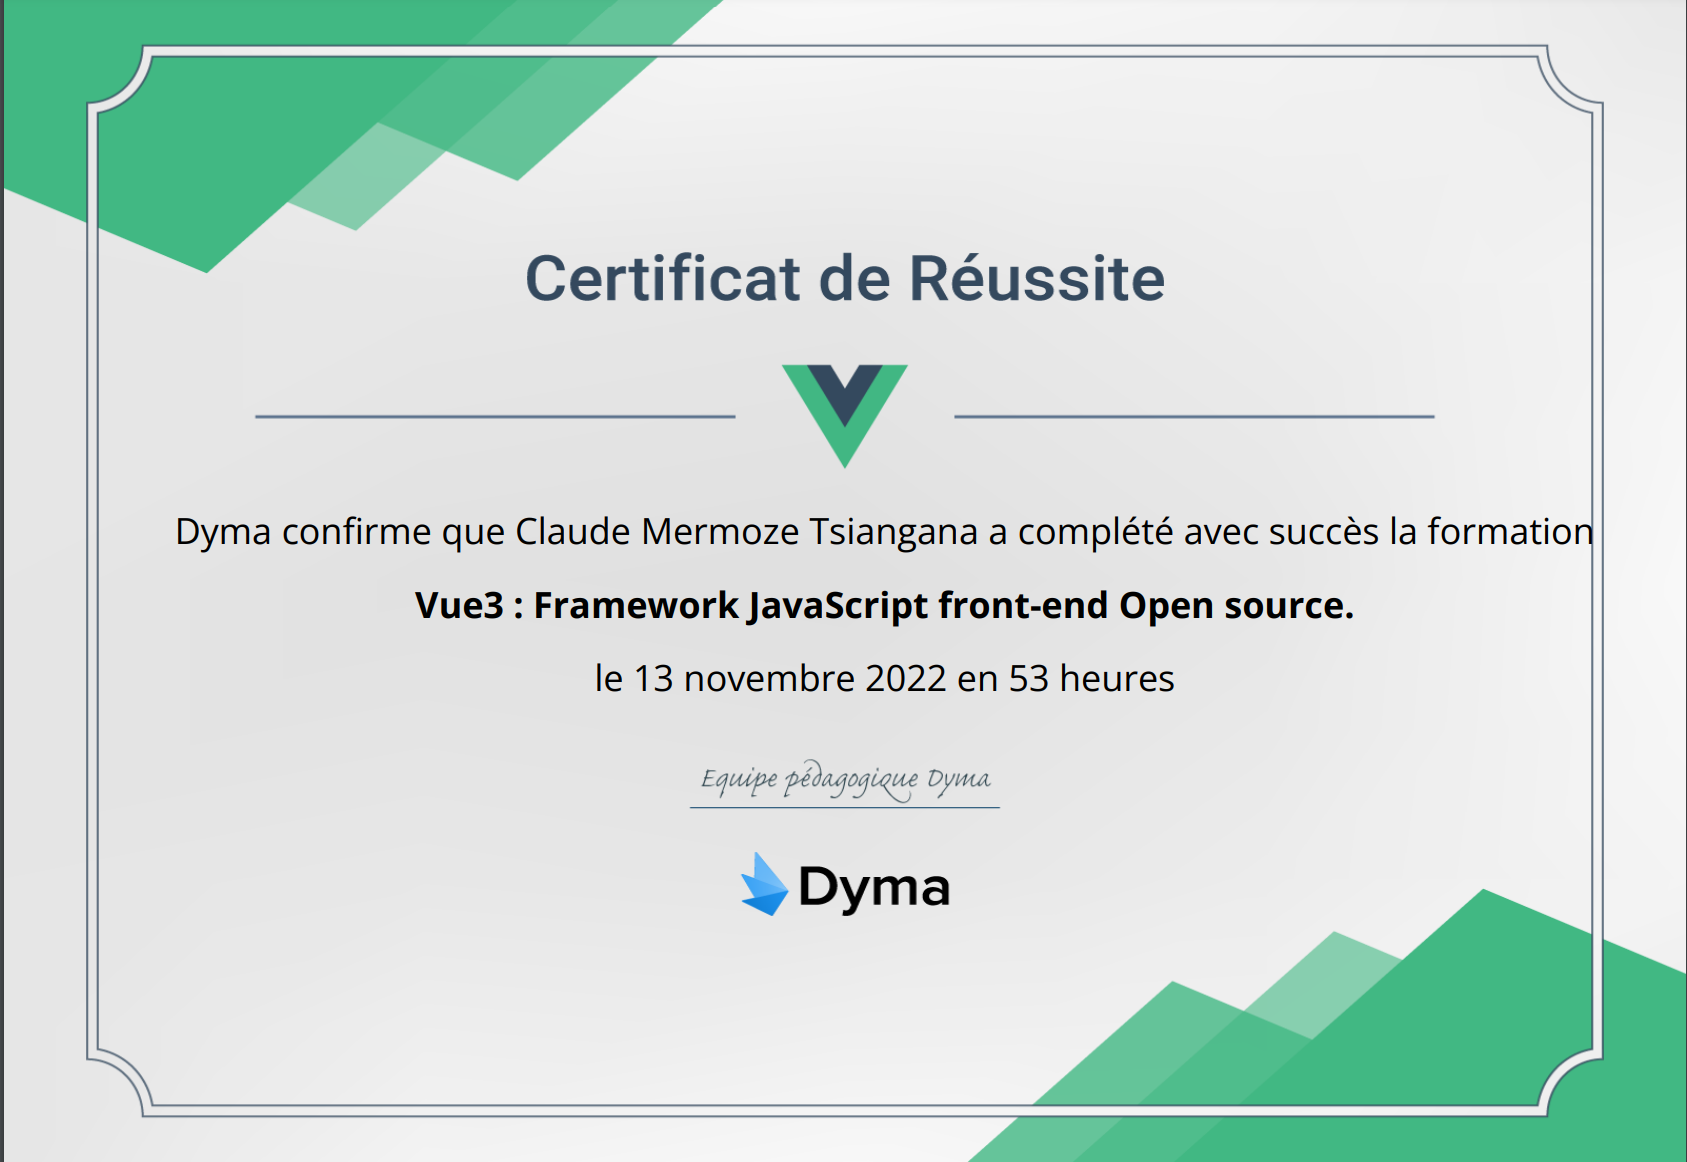 Certificat de Réussite
Dyma confirme que Claude Mermoze Tsiangana a complété avec succès la formation
Vue3 : Framework JavaScript front-end Open source.
le 13 novembre 2022 en 53 heures
Equipe pédagogique Dyma
Dyma